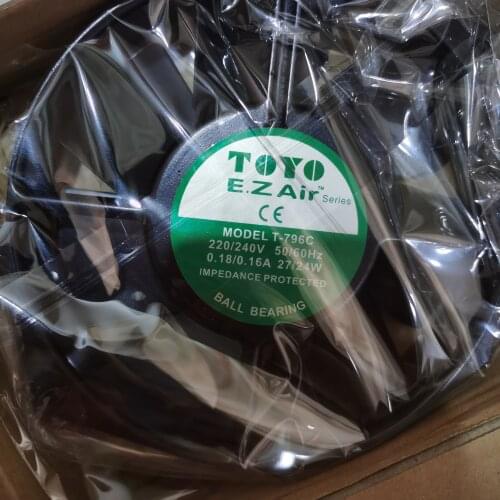 TOYO
E.Z Air™ Series
CE
MODEL T-796C
220/240V 50/60Hz
0.18/0.16A 27/24W
IMPEDANCE PROTECTED
BALL BEARING